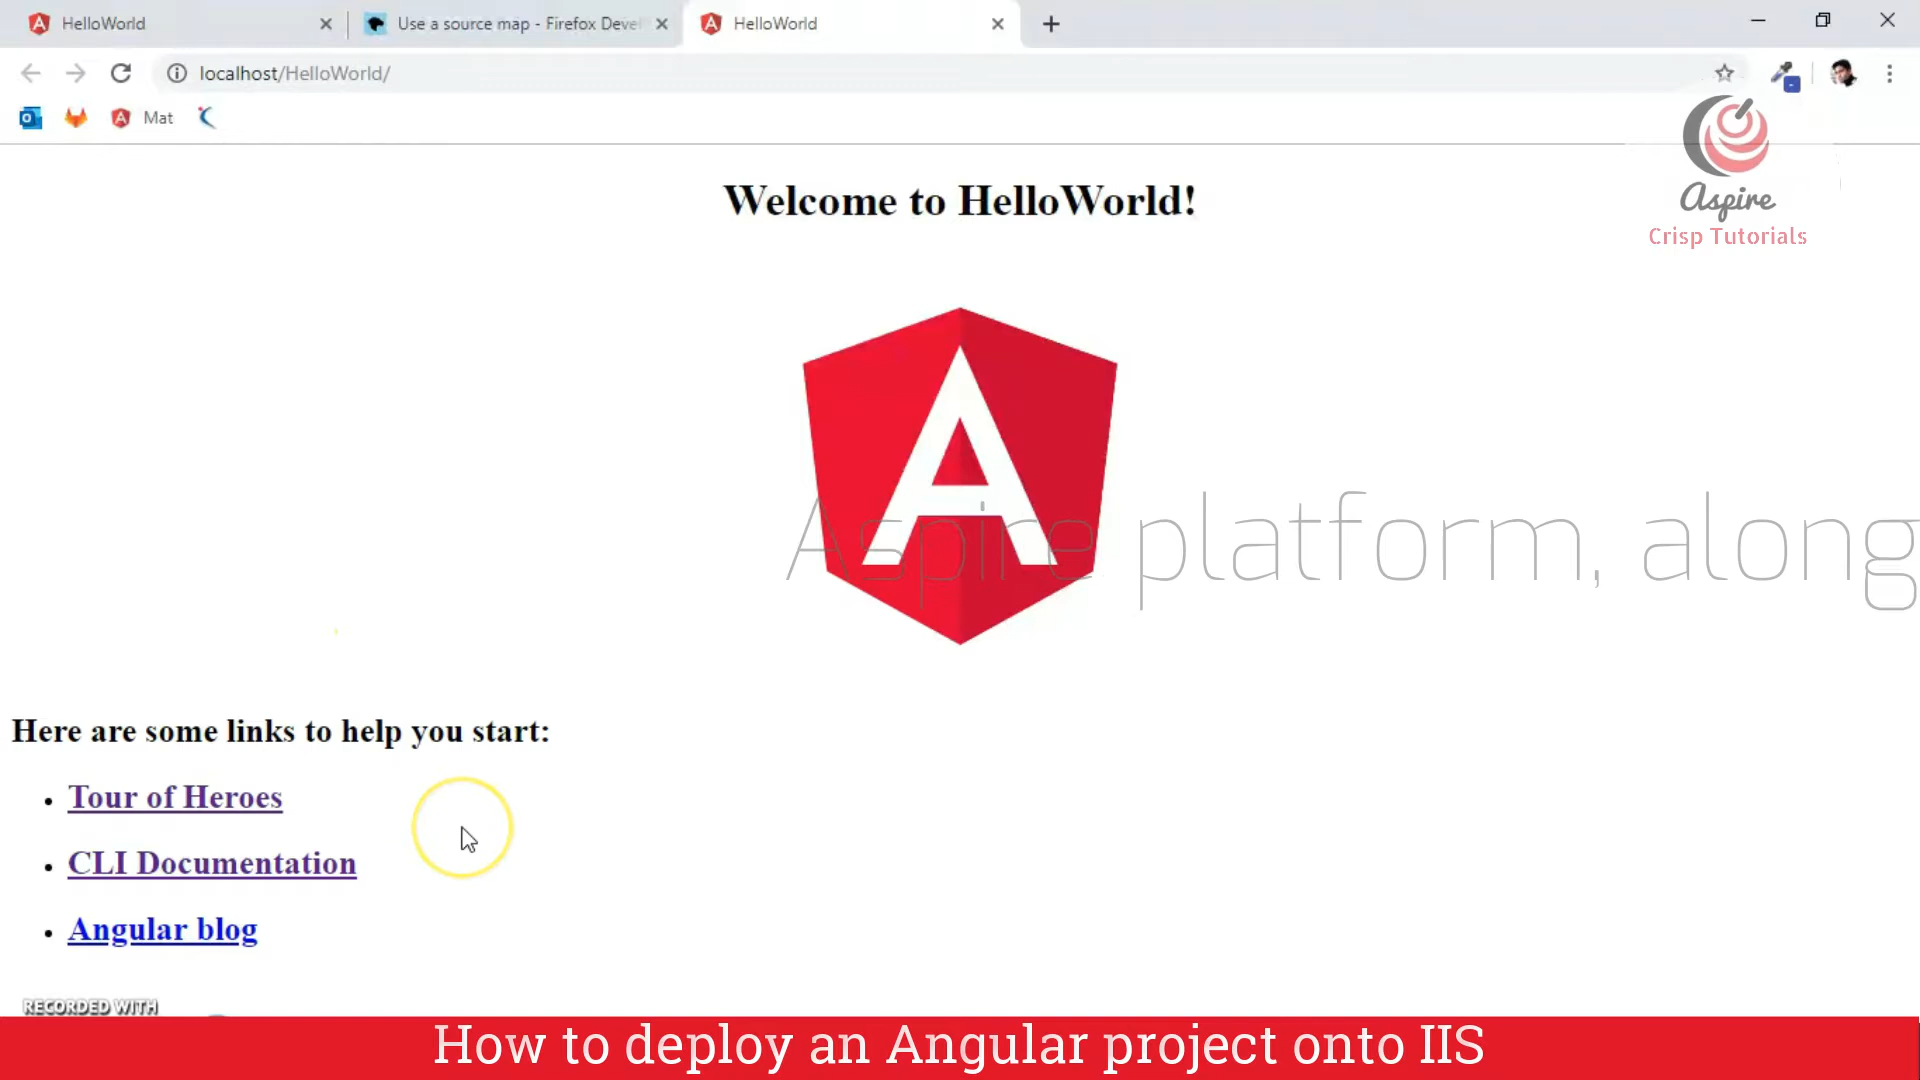 HelloWorld
Use a source map - Firefox Devel
HelloWorld
localhost/HelloWorld/
Mat
Aspire
Crisp Tutorials
Welcome to HelloWorld!
Aspire platform, along
Here are some links to help you start:
Tour of Heroes
CLI Documentation
Angular blog
RECORDED WITH
How to deploy an Angular project onto IIS